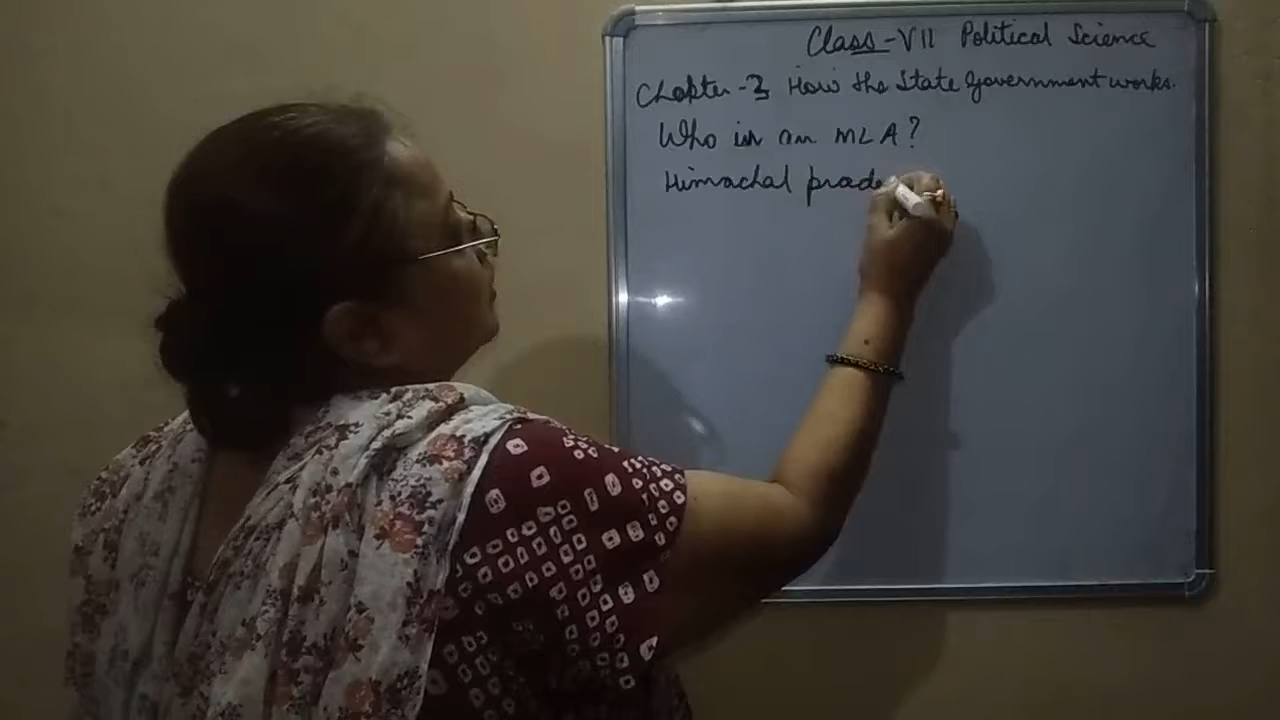 Class-VII Political Science
Chapter-3 How the State Government works.
Who is an MLA?
Himachal prade